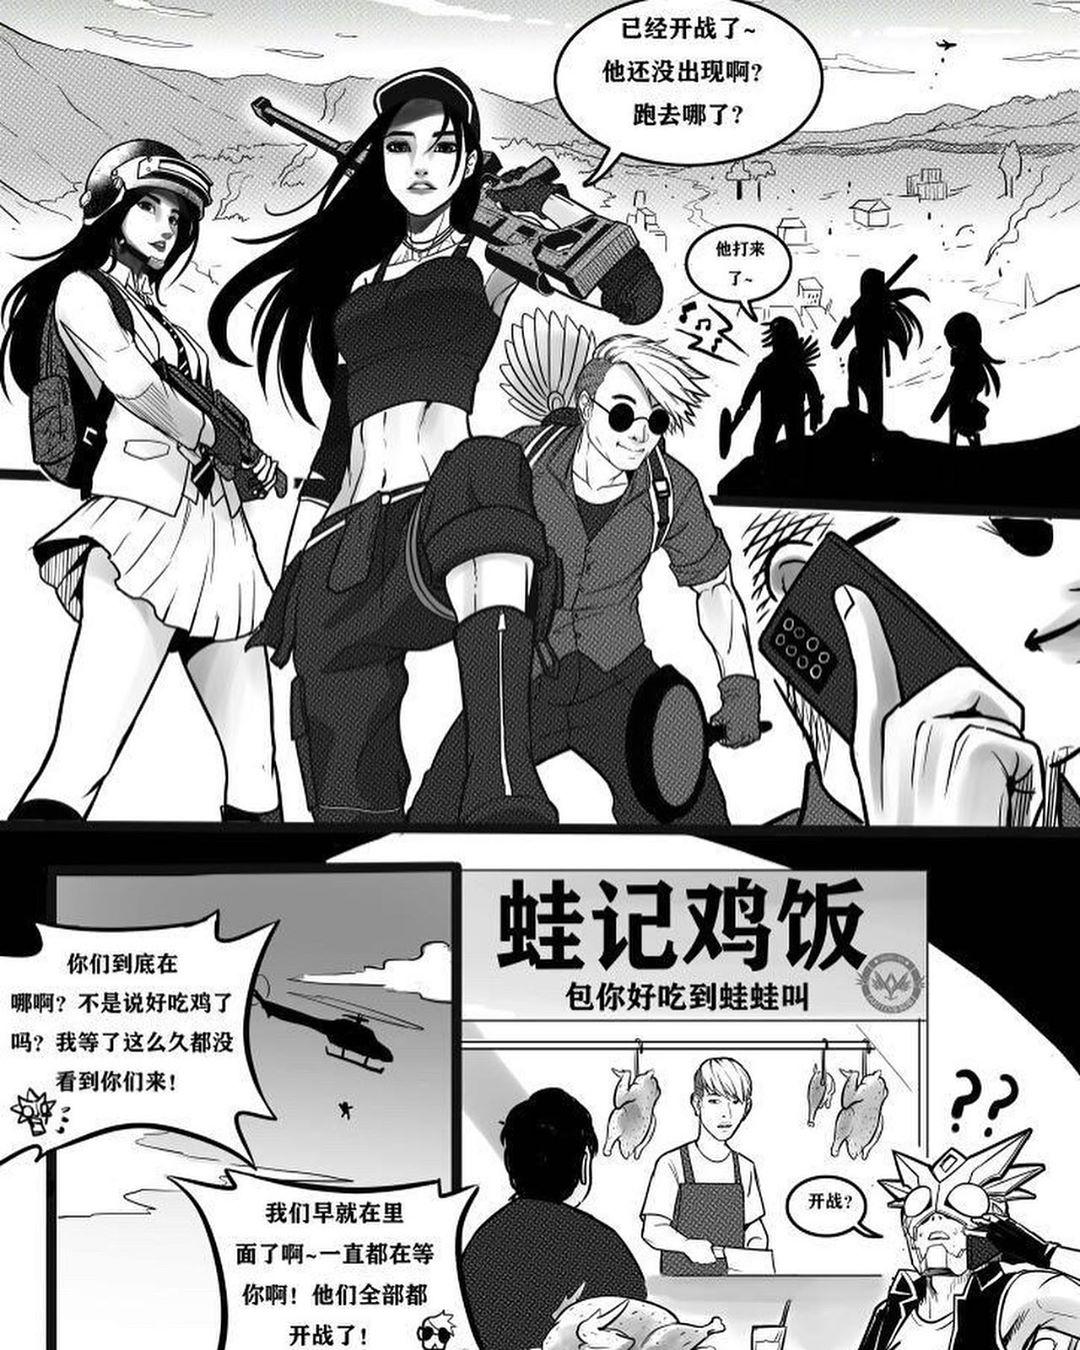 已经开战了~
他还没出现啊?
跑去哪了?
他打来
了~
你们到底在
哪啊? 不是说好吃鸡了
吗? 我等了这么久都没
看到你们来!
我们早就在里
面了啊~一直都在等
你啊! 他们全部都
开战了!
蛙记鸡饭
包你好吃到蛙蛙叫
??
开战?